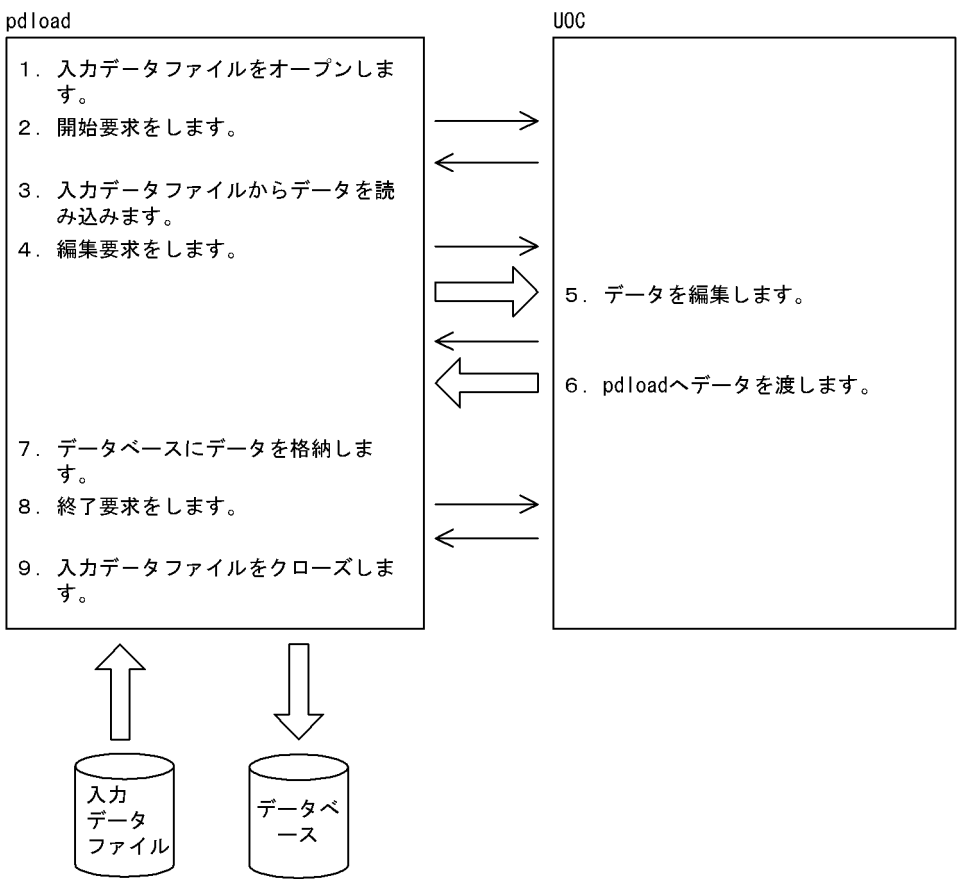 pdload
UOC
1. 入力データファイルをオープンしま
す。
2. 開始要求をします。
3. 入力データファイルからデータを読
み込みます。
4. 編集要求をします。
5. データを編集します。
6. pdloadへデータを渡します。
7. データベースにデータを格納しま
す。
8. 終了要求をします。
9. 入力データファイルをクローズしま
す。
入力
データ
ファイル
データベ
ース